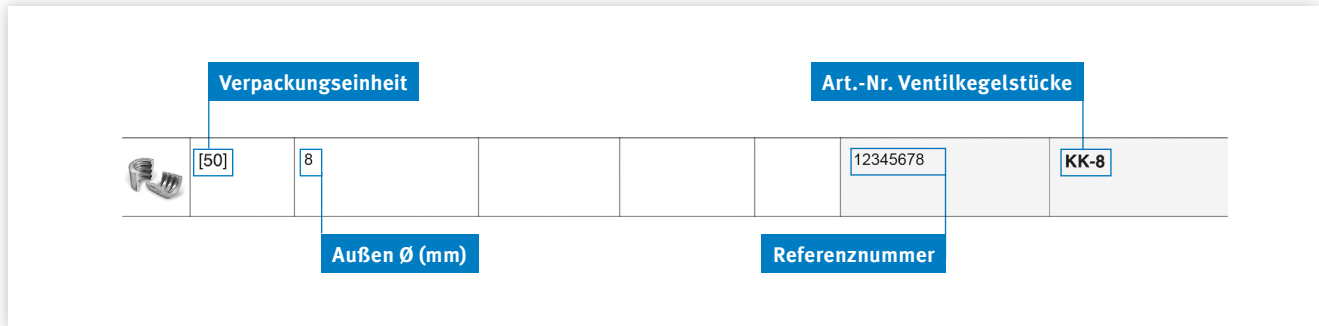 Verpackungseinheit
Art.-Nr. Ventilkegelstücke
[50]
8
12345678
KK-8
Außen Ø (mm)
Referenznummer